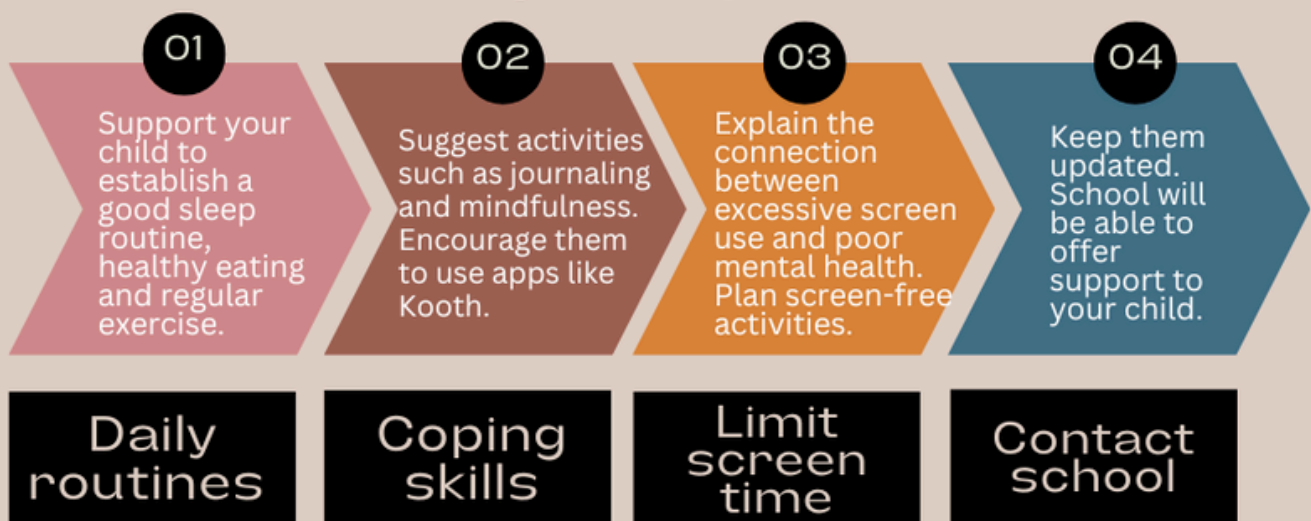 01
Support your
child to
establish a
good sleep
routine,
healthy eating
and regular
exercise.
Daily
routines
02
Suggest activities
such as journaling
and mindfulness.
Encourage them
to use apps like
Kooth.
Coping
skills
03
Explain the
connection
between
excessive screen
use and poor
mental health.
Plan screen-free
activities.
Limit
screen
time
04
Keep them
updated.
School will
be able to
offer
support to
your child.
Contact
school